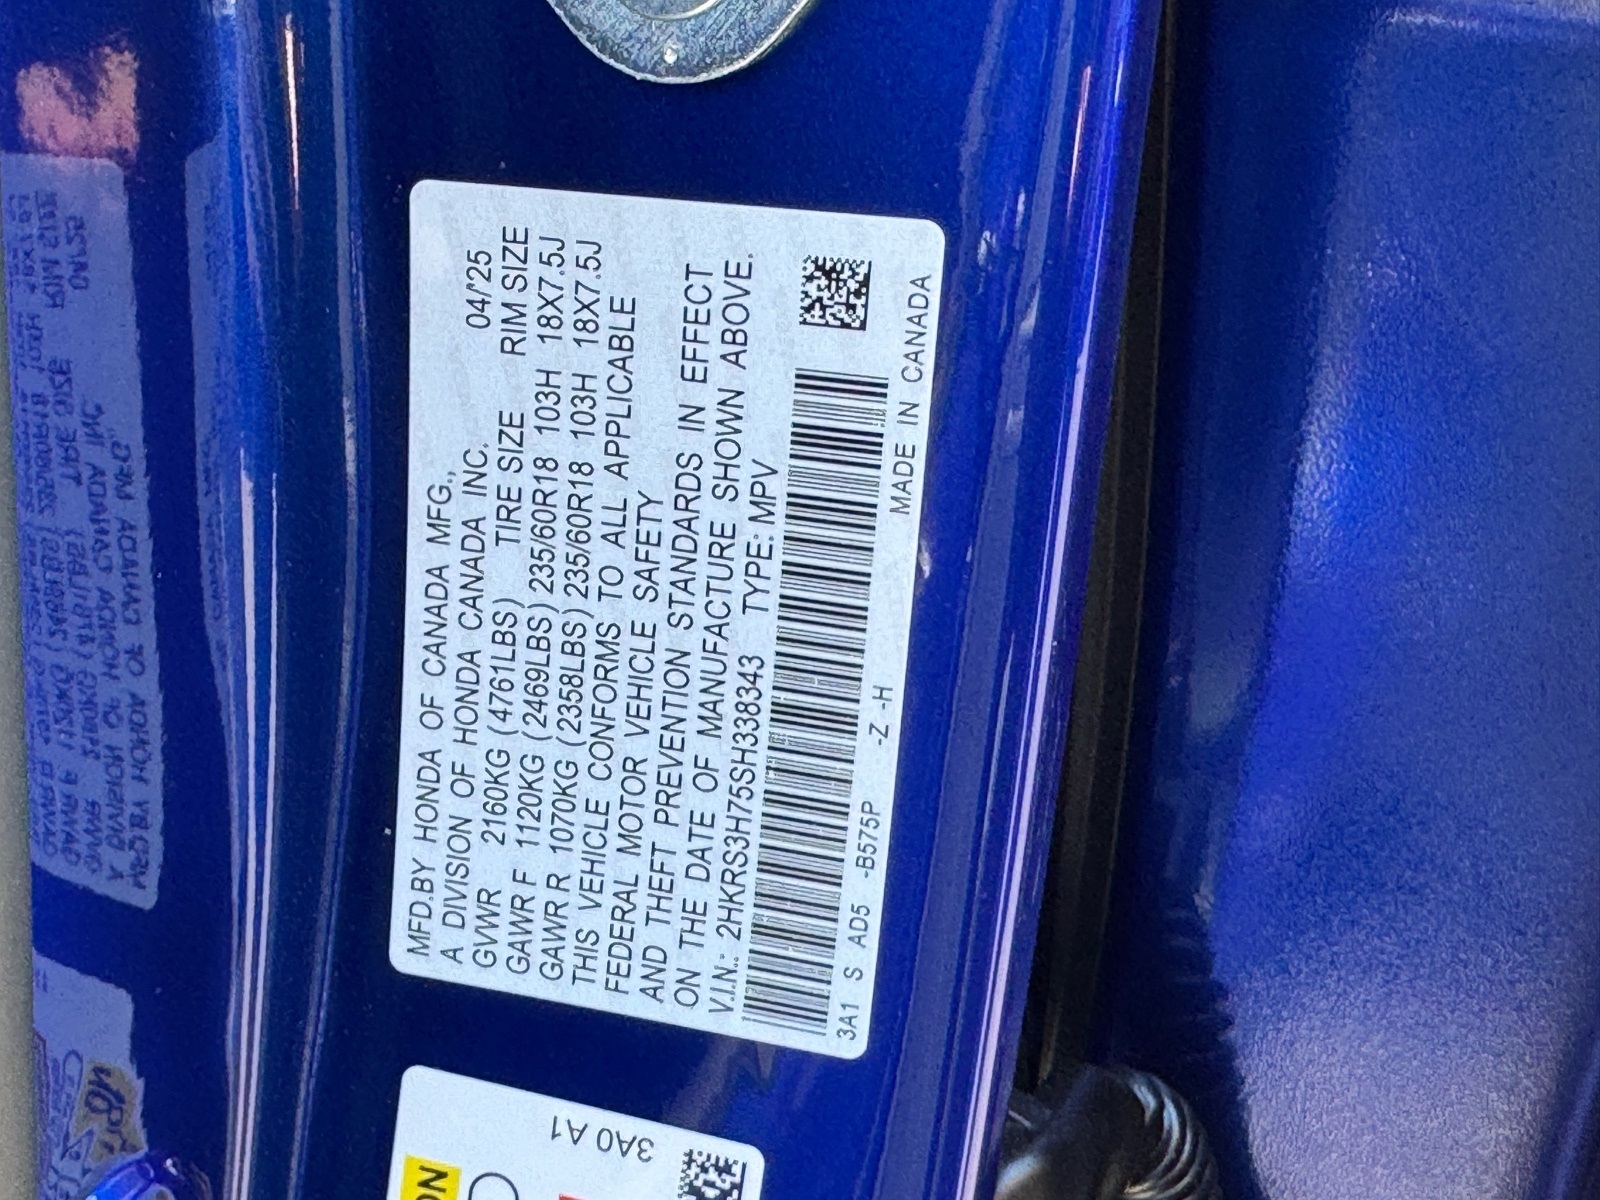 MFD.BY HONDA OF CANADA MFG.,
A DIVISION OF HONDA CANADA INC. 04/'25
GVWR 2160KG (4761LBS) TIRE SIZE RIM SIZE
GAWR F 1120KG (2469LBS) 235/60R18 103H 18X7.5J
GAWR R 1070KG (2358LBS) 235/60R18 103H 18X7.5J
THIS VEHICLE CONFORMS TO ALL APPLICABLE
FEDERAL MOTOR VEHICLE SAFETY
AND THEFT PREVENTION STANDARDS IN EFFECT
ON THE DATE OF MANUFACTURE SHOWN ABOVE.
V.I.N.: 2HKRS3H75SH338343 TYPE: MPV
3A1 S AD5 -B575P -Z -H MADE IN CANADA
3A0 A1